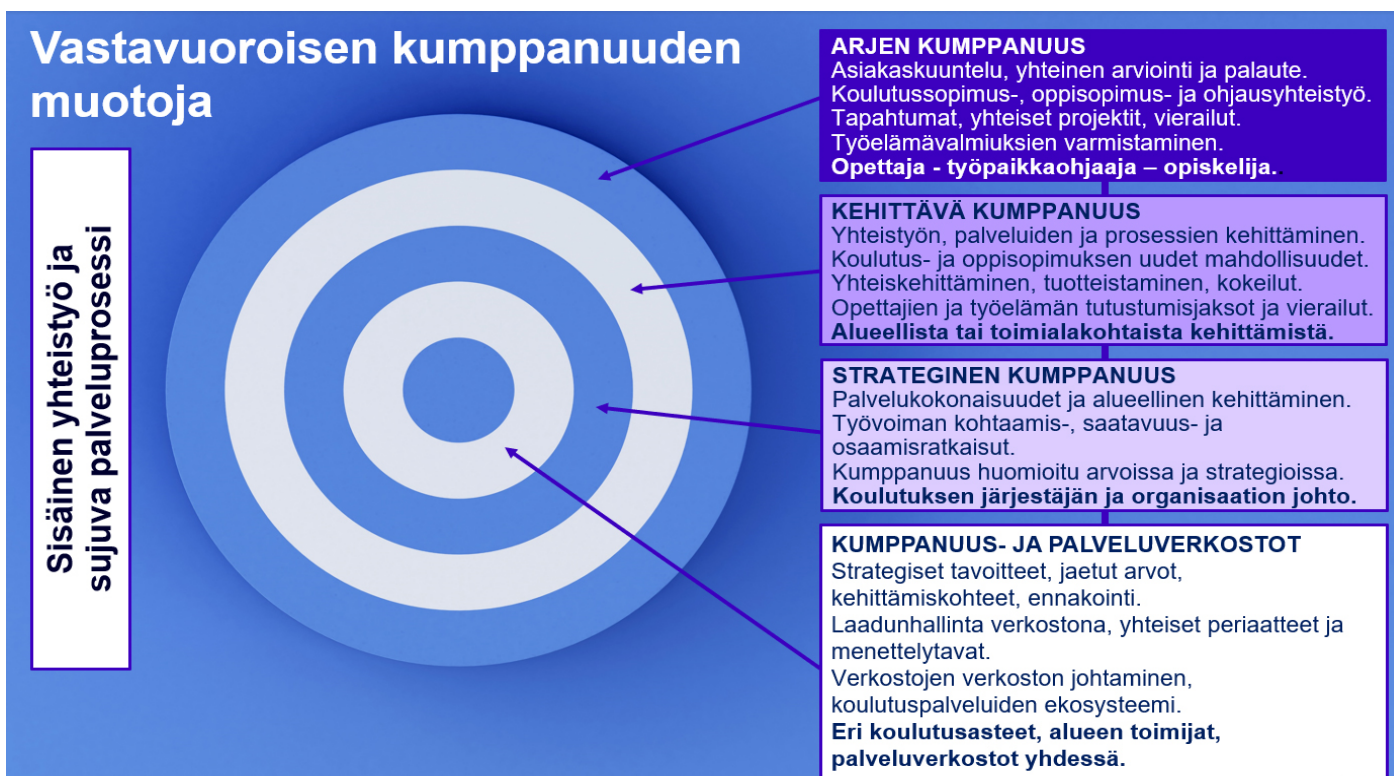 Vastavuoroisen kumppanuuden
muotoja
Sisäinen yhteistyö ja
sujuva palveluprosessi
ARJEN KUMPPANUUS
Asiakaskuuntelu, yhteinen arviointi ja palaute.
Koulutussopimus-, oppisopimus- ja ohjausyhteistyö.
Tapahtumat, yhteiset projektit, vierailut.
Työelämävalmiuksien varmistaminen.
Opettaja - työpaikkaohjaaja – opiskelija..
KEHITTÄVÄ KUMPPANUUS
Yhteistyön, palveluiden ja prosessien kehittäminen.
Koulutus- ja oppisopimuksen uudet mahdollisuudet.
Yhteiskehittäminen, tuotteistaminen, kokeilut.
Opettajien ja työelämän tutustumisjaksot ja vierailut.
Alueellista tai toimialakohtaista kehittämistä.
STRATEGINEN KUMPPANUUS
Palvelukokonaisuudet ja alueellinen kehittäminen.
Työvoiman kohtaamis-, saatavuus- ja
osaamisratkaisut.
Kumppanuus huomioitu arvoissa ja strategioissa.
Koulutuksen järjestäjän ja organisaation johto.
KUMPPANUUS- JA PALVELUVERKOSTOT
Strategiset tavoitteet, jaetut arvot,
kehittämiskohteet, ennakointi.
Laadunhallinta verkostona, yhteiset periaatteet ja
menettelytavat.
Verkostojen verkoston johtaminen,
koulutuspalveluiden ekosysteemi.
Eri koulutusasteet, alueen toimijat,
palveluverkostot yhdessä.